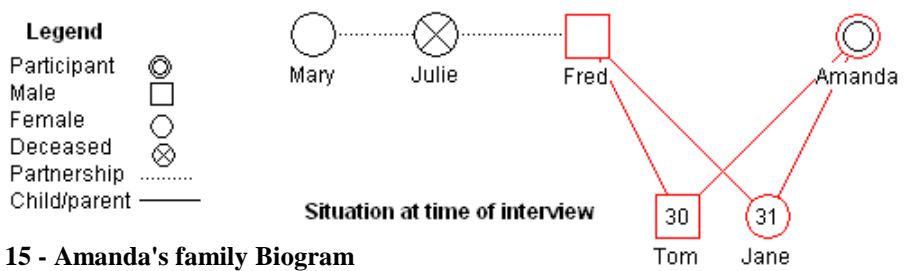 Legend
Participant
Male
Female
Deceased
Partnership
Child/parent
Mary
Julie
Fred
Amanda
Situation at time of interview
30
31
Tom
Jane
15 - Amanda's family Biogram